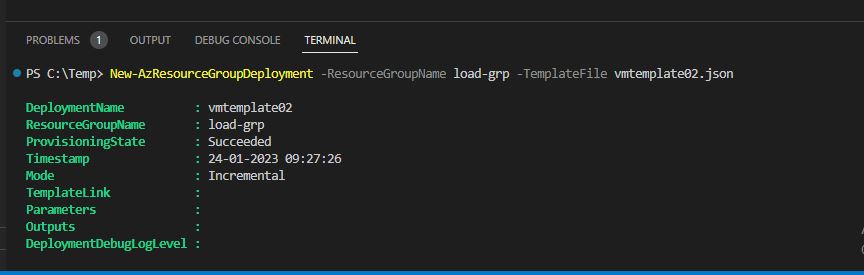 PROBLEMS 1 OUTPUT DEBUG CONSOLE TERMINAL
PS C:\Temp> New-AzResourceGroupDeployment -ResourceGroupName load-grp -TemplateFile vmtemplate02.json
DeploymentName : vmtemplate02
ResourceGroupName : load-grp
ProvisioningState : Succeeded
Timestamp : 24-01-2023 09:27:26
Mode : Incremental
TemplateLink :
Parameters :
Outputs :
DeploymentDebugLogLevel :